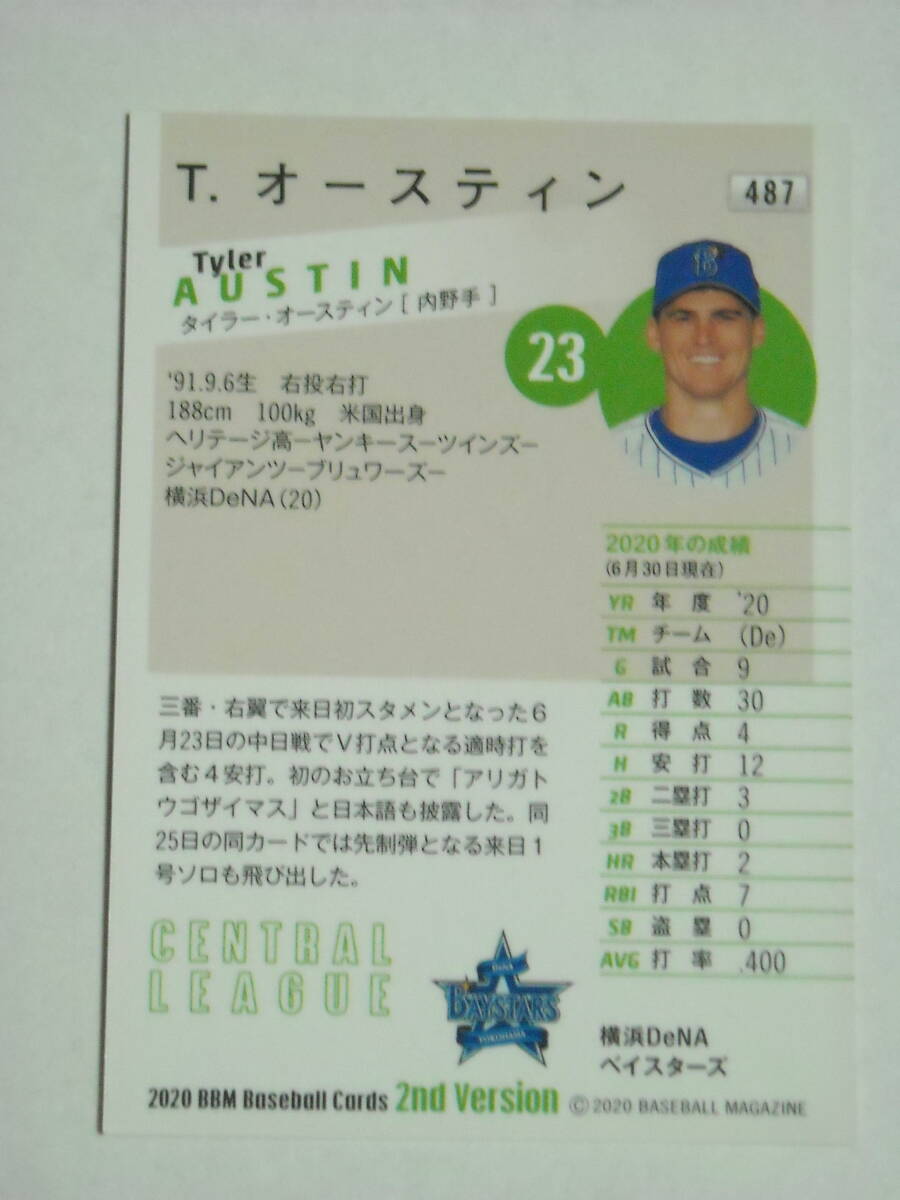 T. オースティン
487
Tyler
AUSTIN
タイラー・オースティン [ 内野手 ]
23
'91.9.6生　右投右打
188cm　100kg　米国出身
ヘリテージ高ーヤンキースーツインズー
ジャイアンツーブリュワーズー
横浜DeNA(20)
2020年の成績
(6月30日現在)
YR 年 度 '20
TM チーム (De)
G 試 合 9
AB 打 数 30
R 得 点 4
H 安 打 12
2B 二塁打 3
3B 三塁打 0
HR 本塁打 2
RBI 打 点 7
SB 盗 塁 0
AVG 打 率 .400
三番・右翼で来日初スタメンとなった6
月23日の中日戦でV打点となる適時打を
含む4安打。初のお立ち台で「アリガト
ウゴザイマス」と日本語も披露した。同
25日の同カードでは先制弾となる来日1
号ソロも飛び出した。
CENTRAL
LEAGUE
DeNA
BAYSTARS
YOKOHAMA
横浜DeNA
ベイスターズ
2020 BBM Baseball Cards 2nd Version ©2020 BASEBALL MAGAZINE